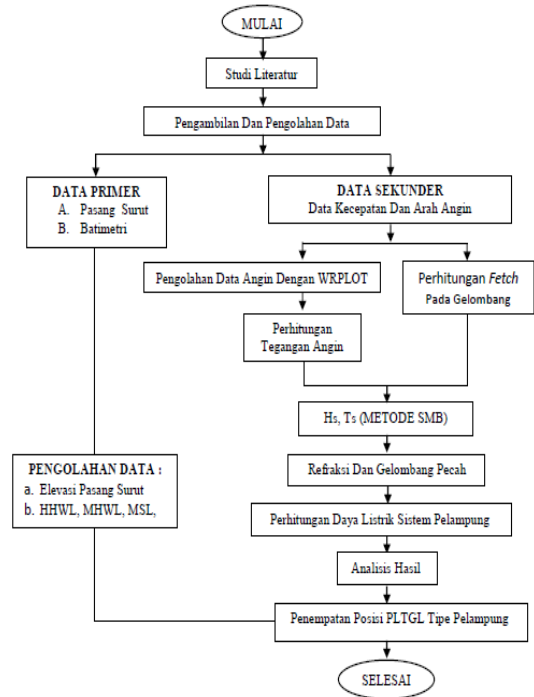 MULAI
Studi Literatur
Pengambilan Dan Pengolahan Data
DATA PRIMER
A. Pasang Surut
B. Batimetri
DATA SEKUNDER
Data Kecepatan Dan Arah Angin
Pengolahan Data Angin Dengan WRPLOT
Perhitungan Fetch
Pada Gelombang
Perhitungan
Tegangan Angin
Hs, Ts (METODE SMB)
Refraksi Dan Gelombang Pecah
PENGOLAHAN DATA :
a. Elevasi Pasang Surut
b. HHWL, MHWL, MSL,
Perhitungan Daya Listrik Sistem Pelampung
Analisis Hasil
Penempatan Posisi PLTGL Tipe Pelampung
SELESAI